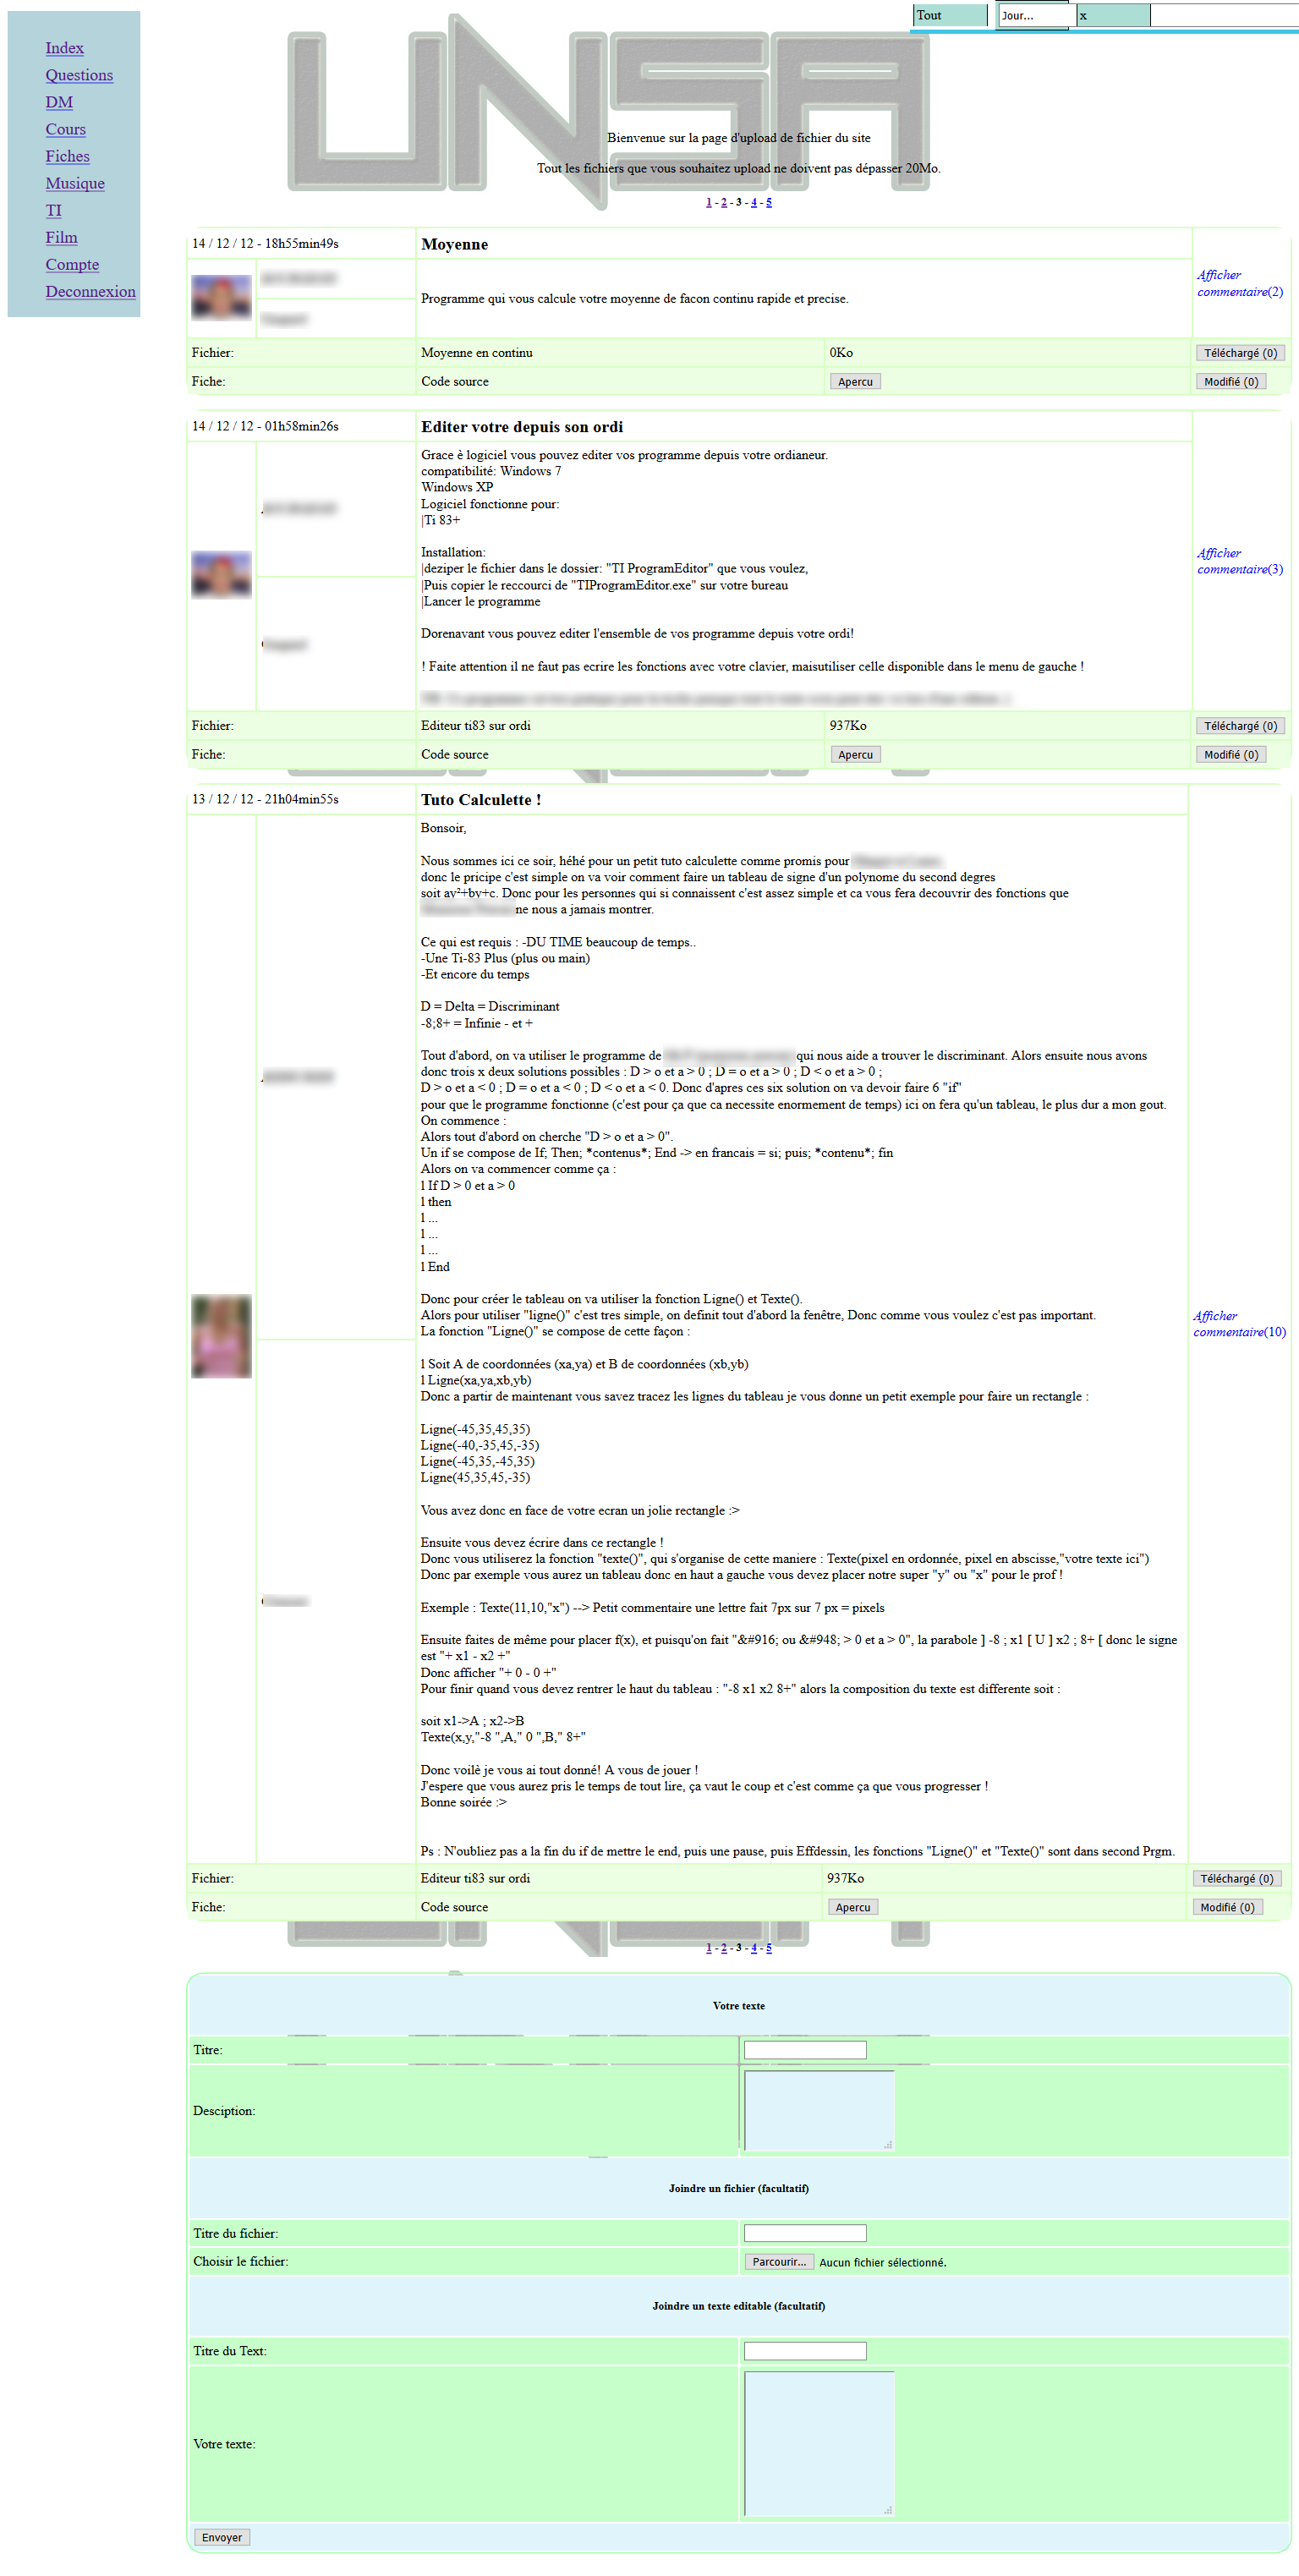 Tout
Jour...
x
Index
Questions
DM
Cours
Fiches
Musique
TI
Film
Compte
Deconnexion
UNSA
Bienvenue sur la page d'upload de fichier du site
Tout les fichiers que vous souhaitez upload ne doivent pas dépasser 20Mo.
1 - 2 - 3 - 4 - 5
14 / 12 / 12 - 18h55min49s
Moyenne
Programme qui vous calcule votre moyenne de facon continu rapide et precise.
Afficher
commentaire(2)
Fichier: Moyenne en continu 0Ko Téléchargé (0)
Fiche: Code source Apercu Modifié (0)
14 / 12 / 12 - 01h58min26s
Editer votre depuis son ordi
Grace è logiciel vous pouvez editer vos programme depuis votre ordianeur.
compatibilité: Windows 7
Windows XP
Logiciel fonctionne pour:
|Ti 83+
Installation:
|deziper le fichier dans le dossier: "TI ProgramEditor" que vous voulez,
|Puis copier le reccourci de "TIProgramEditor.exe" sur votre bureau
|Lancer le programme
Dorenavant vous pouvez editer l'ensemble de vos programme depuis votre ordi!
! Faite attention il ne faut pas ecrire les fonctions avec votre clavier, maisutiliser celle disponible dans le menu de gauche !
Afficher
commentaire(3)
Fichier: Editeur ti83 sur ordi 937Ko Téléchargé (0)
Fiche: Code source Apercu Modifié (0)
13 / 12 / 12 - 21h04min55s
Tuto Calculette !
Bonsoir,
Nous sommes ici ce soir, héhé pour un petit tuto calculette comme promis pour
donc le pricipe c'est simple on va voir comment faire un tableau de signe d'un polynome du second degres
soit ay²+by+c. Donc pour les personnes qui si connaissent c'est assez simple et ca vous fera decouvrir des fonctions que
ne nous a jamais montrer.
Ce qui est requis : -DU TIME beaucoup de temps..
-Une Ti-83 Plus (plus ou main)
-Et encore du temps
D = Delta = Discriminant
-8;8+ = Infinie - et +
Tout d'abord, on va utiliser le programme de
qui nous aide a trouver le discriminant. Alors ensuite nous avons
donc trois x deux solutions possibles : D > o et a > 0 ; D = o et a > 0 ; D < o et a > 0 ;
D > o et a < 0 ; D = o et a < 0 ; D < o et a < 0. Donc d'apres ces six solution on va devoir faire 6 "if"
pour que le programme fonctionne (c'est pour ça que ca necessite enormement de temps) ici on fera qu'un tableau, le plus dur a mon gout.
On commence :
Alors tout d'abord on cherche "D > o et a > 0".
Un if se compose de If; Then; *contenus*; End -> en francais = si; puis; *contenu*; fin
Alors on va commencer comme ça :
l If D > 0 et a > 0
l then
l ...
l ...
l ...
l End
Donc pour créer le tableau on va utiliser la fonction Ligne() et Texte().
Alors pour utiliser "ligne()" c'est tres simple, on definit tout d'abord la fenêtre, Donc comme vous voulez c'est pas important.
La fonction "Ligne()" se compose de cette façon :
l Soit A de coordonnées (xa,ya) et B de coordonnées (xb,yb)
l Ligne(xa,ya,xb,yb)
Donc a partir de maintenant vous savez tracez les lignes du tableau je vous donne un petit exemple pour faire un rectangle :
Ligne(-45,35,45,35)
Ligne(-40,-35,45,-35)
Ligne(-45,35,-45,35)
Ligne(45,35,45,-35)
Vous avez donc en face de votre ecran un jolie rectangle :>
Ensuite vous devez écrire dans ce rectangle !
Donc vous utiliserez la fonction "texte()", qui s'organise de cette maniere : Texte(pixel en ordonnée, pixel en abscisse,"votre texte ici")
Donc par exemple vous aurez un tableau donc en haut a gauche vous devez placer notre super "y" ou "x" pour le prof !
Exemple : Texte(11,10,"x") --> Petit commentaire une lettre fait 7px sur 7 px = pixels
Ensuite faites de même pour placer f(x), et puisqu'on fait "&#916; ou &#948; > 0 et a > 0", la parabole ] -8 ; x1 [ U ] x2 ; 8+ [ donc le signe
est "+ x1 - x2 +"
Donc afficher "+ 0 - 0 +"
Pour finir quand vous devez rentrer le haut du tableau : "-8 x1 x2 8+" alors la composition du texte est differente soit :
soit x1->A ; x2->B
Texte(x,y,"-8 ",A," 0 ",B," 8+"
Donc voilè je vous ai tout donné! A vous de jouer !
J'espere que vous aurez pris le temps de tout lire, ça vaut le coup et c'est comme ça que vous progresser !
Bonne soirée :>
Ps : N'oubliez pas a la fin du if de mettre le end, puis une pause, puis Effdessin, les fonctions "Ligne()" et "Texte()" sont dans second Prgm.
Afficher
commentaire(10)
Fichier: Editeur ti83 sur ordi 937Ko Téléchargé (0)
Fiche: Code source Apercu Modifié (0)
1 - 2 - 3 - 4 - 5
Votre texte
Titre:
Desciption:
Joindre un fichier (facultatif)
Titre du fichier:
Choisir le fichier: Parcourir... Aucun fichier sélectionné.
Joindre un texte editable (facultatif)
Titre du Text:
Votre texte:
Envoyer